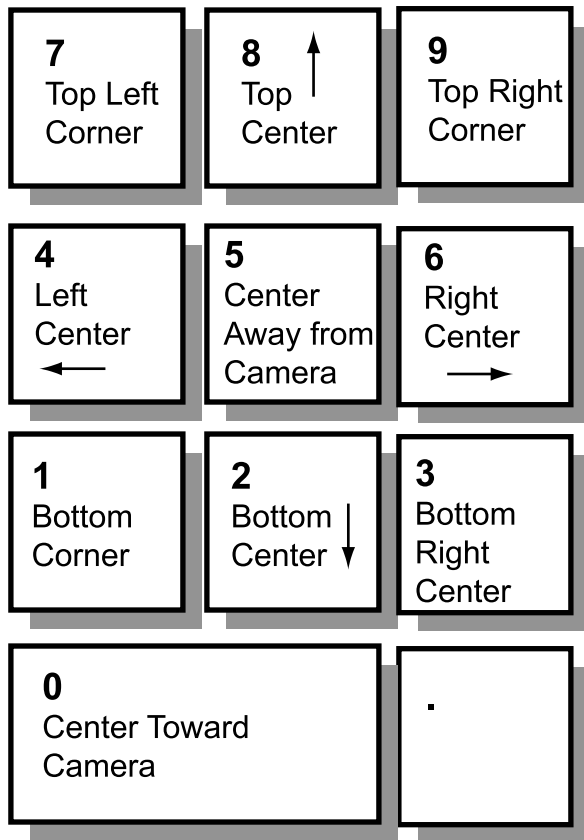 7
Top Left
Corner
8
Top
Center
9
Top Right
Corner
4
Left
Center
5
Center
Away from
Camera
6
Right
Center
1
Bottom
Corner
2
Bottom
Center
3
Bottom
Right
Center
0
Center Toward
Camera
.